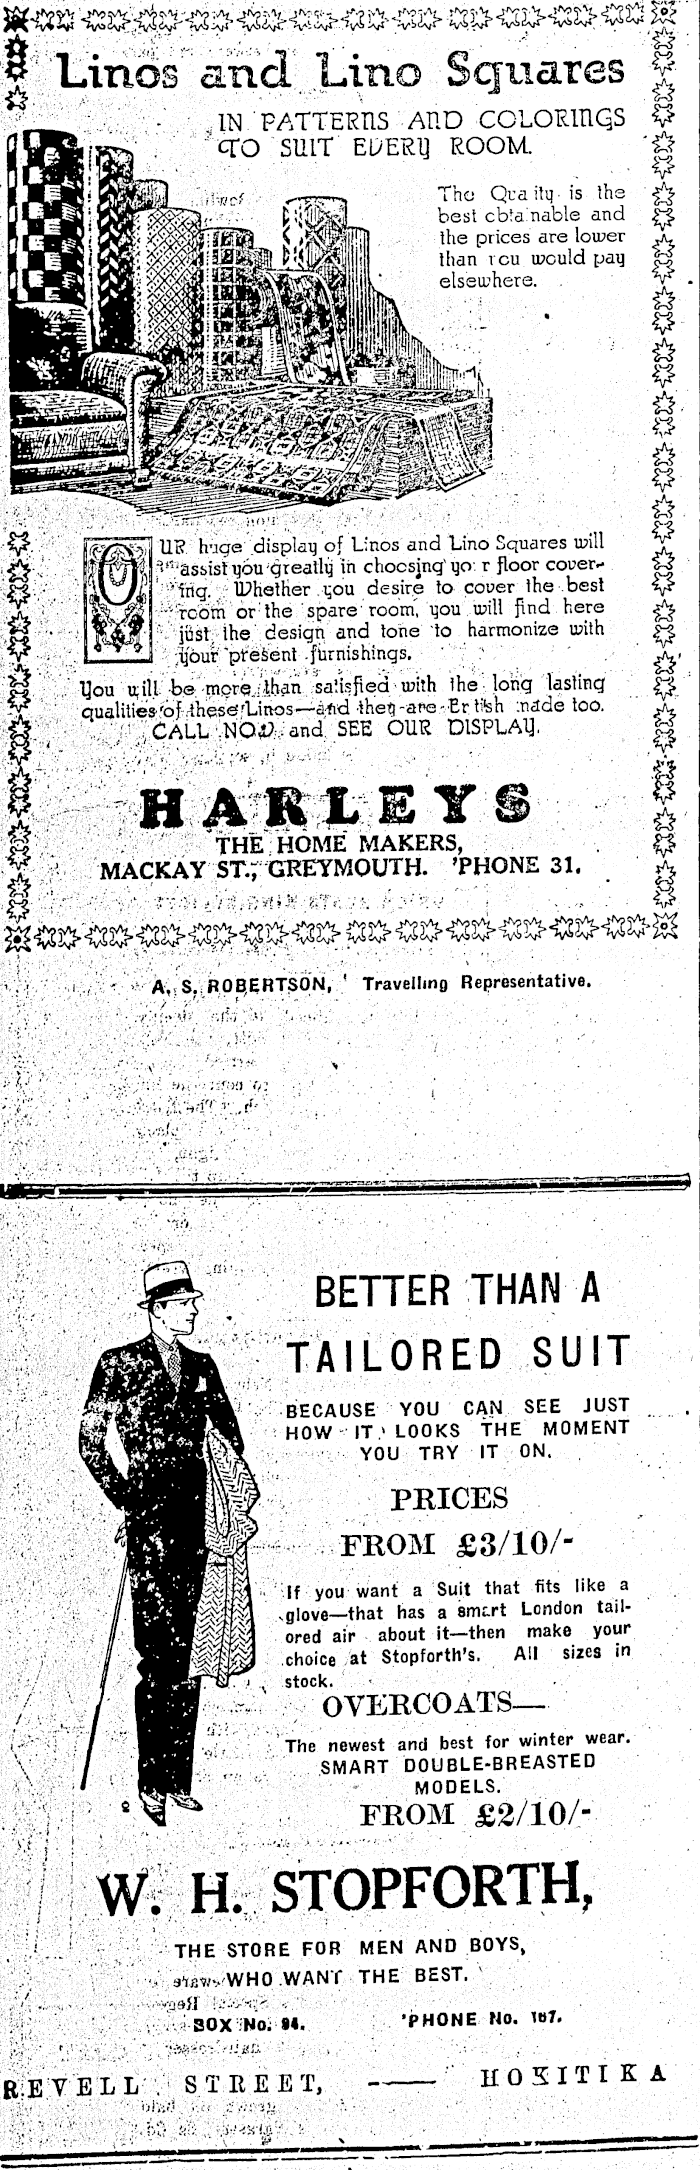 Linos and Lino Squares
IN PATTERNS AND COLORINGS
TO SUIT EVERY ROOM.
The Quality is the
best obtainable and
the prices are lower
than you would pay
elsewhere.
OUR huge display of Linos and Lino Squares will
assist you greatly in choosing your floor cover-
ing. Whether you desire to cover the best
room or the spare room, you will find here
just the design and tone to harmonize with
your present furnishings.
You will be more than satisfied with the long lasting
qualities of these Linos—and they are British made too.
CALL NOW and SEE OUR DISPLAY.
HARLEYS
THE HOME MAKERS,
MACKAY ST., GREYMOUTH. 'PHONE 31.
A. S. ROBERTSON, Travelling Representative.
BETTER THAN A
TAILORED SUIT
BECAUSE YOU CAN SEE JUST
HOW IT LOOKS THE MOMENT
YOU TRY IT ON.
PRICES
FROM £3/10/-
If you want a Suit that fits like a
glove—that has a smart London tail-
ored air about it—then make your
choice at Stopforth's. All sizes in
stock.
OVERCOATS—
The newest and best for winter wear.
SMART DOUBLE-BREASTED
MODELS.
FROM £2/10/-
W. H. STOPFORTH,
THE STORE FOR MEN AND BOYS,
WHO WANT THE BEST.
BOX No. 94. 'PHONE No. 167.
REVELL STREET, —— HOKITIKA